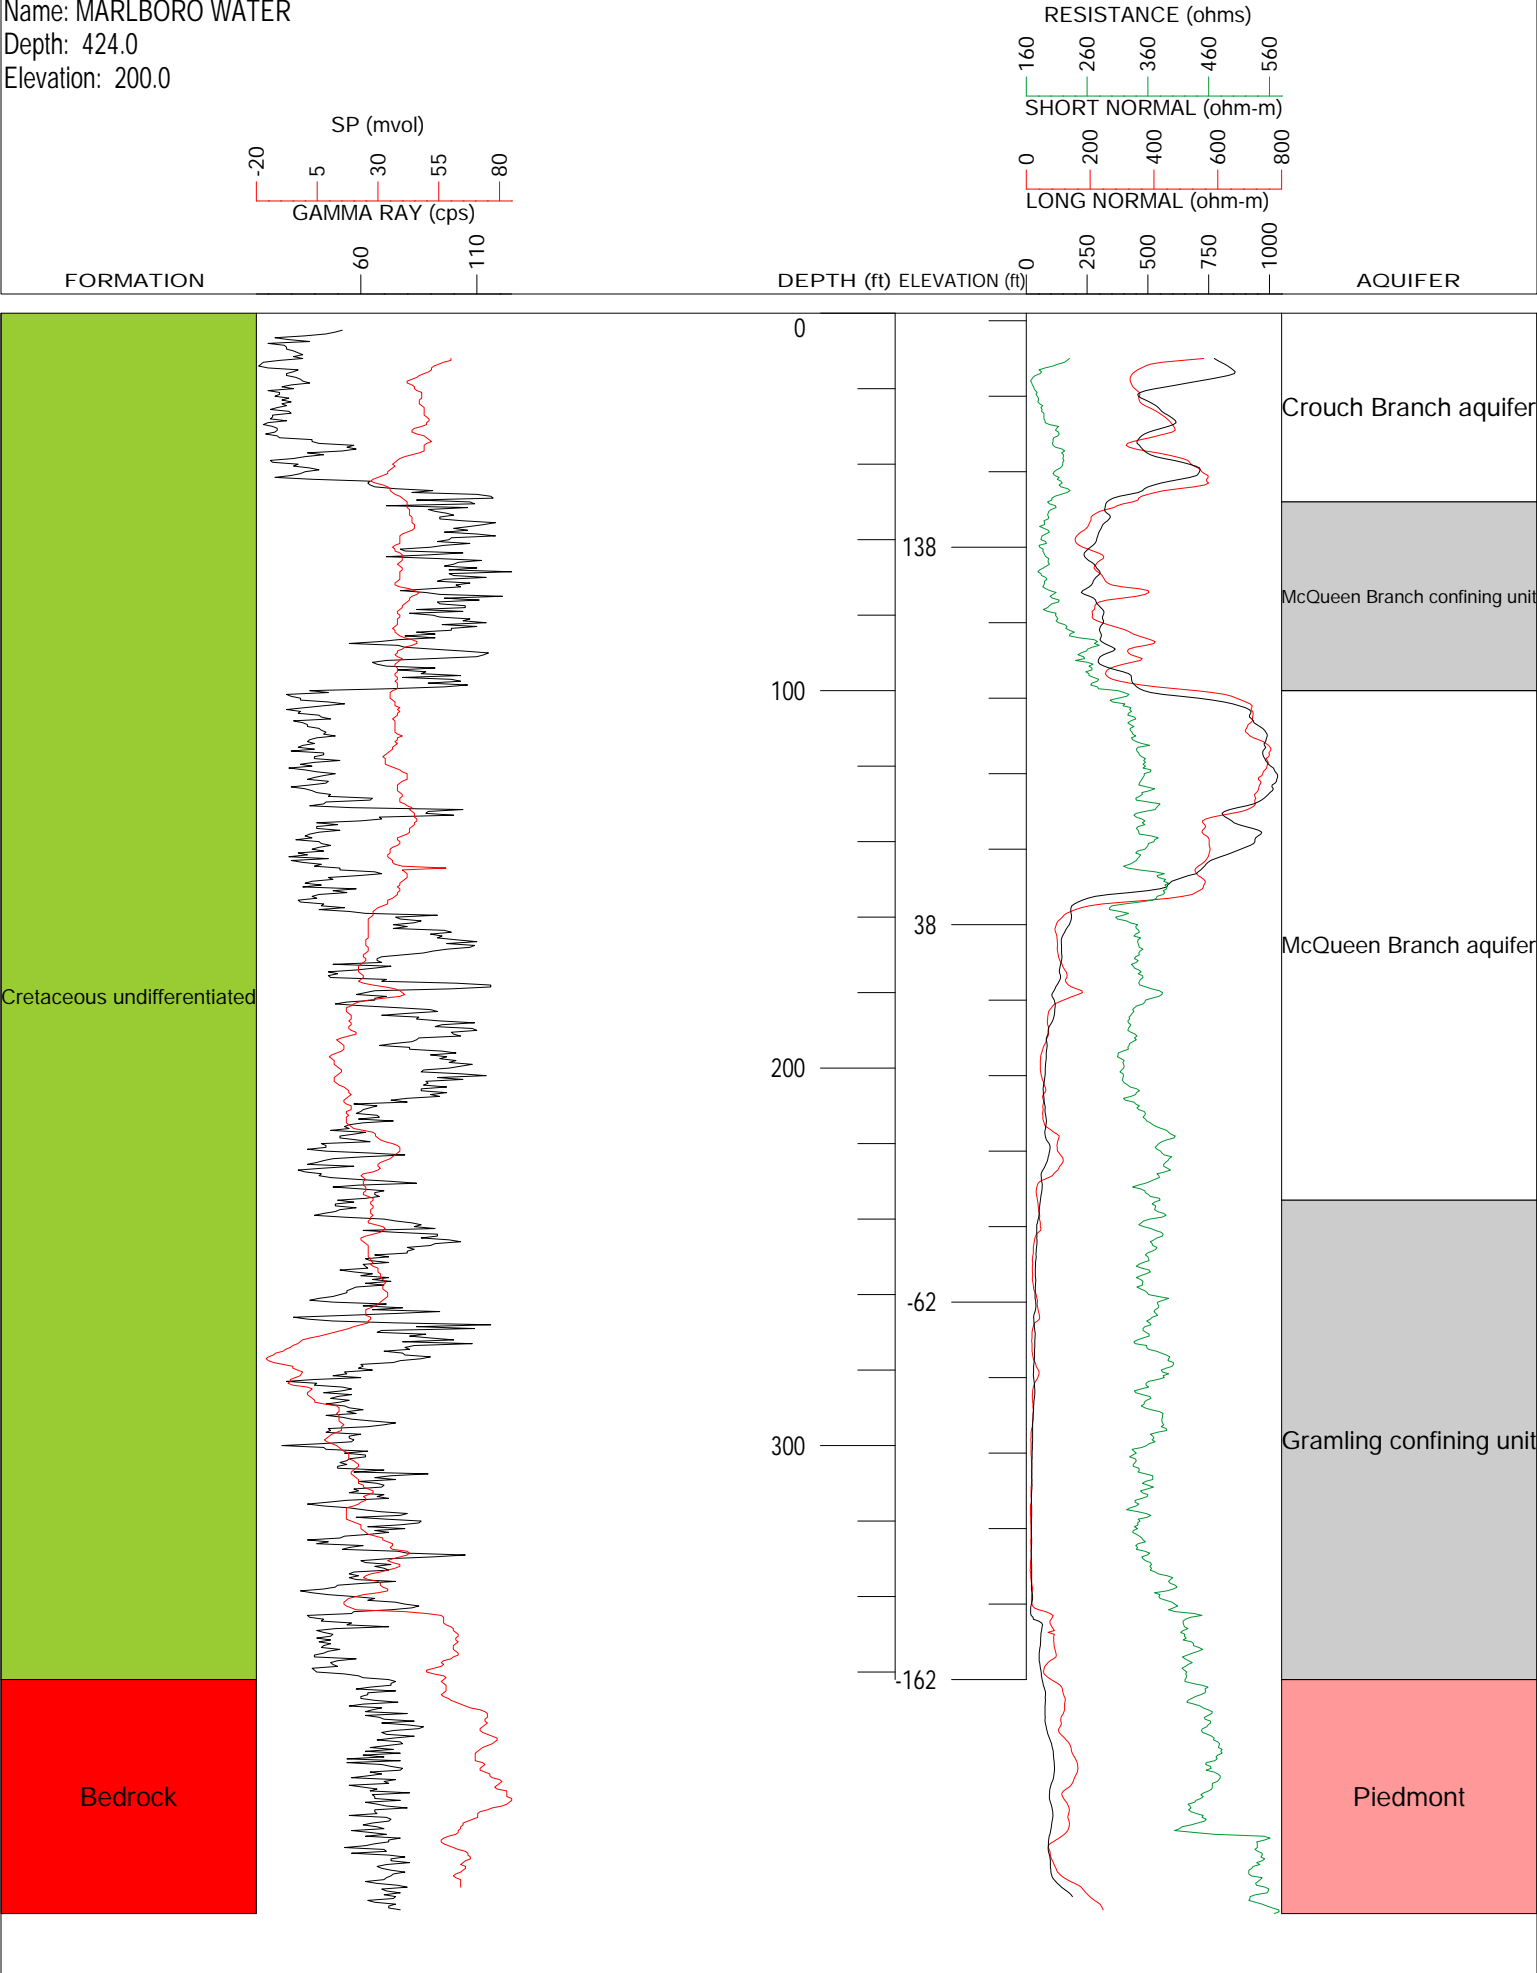 Name: MARLBORO WATER
Depth: 424.0
Elevation: 200.0
RESISTANCE (ohms)
160 260 360 460 560
SHORT NORMAL (ohm-m)
0 200 400 600 800
LONG NORMAL (ohm-m)
0 250 500 750 1000
SP (mvol)
-20 5 30 55 80
GAMMA RAY (cps)
60 110
FORMATION DEPTH (ft) ELEVATION (ft) AQUIFER
0
Crouch Branch aquifer
138
McQueen Branch confining unit
100
38
McQueen Branch aquifer
Cretaceous undifferentiated
200
-62
Gramling confining unit
300
-162
Bedrock
Piedmont